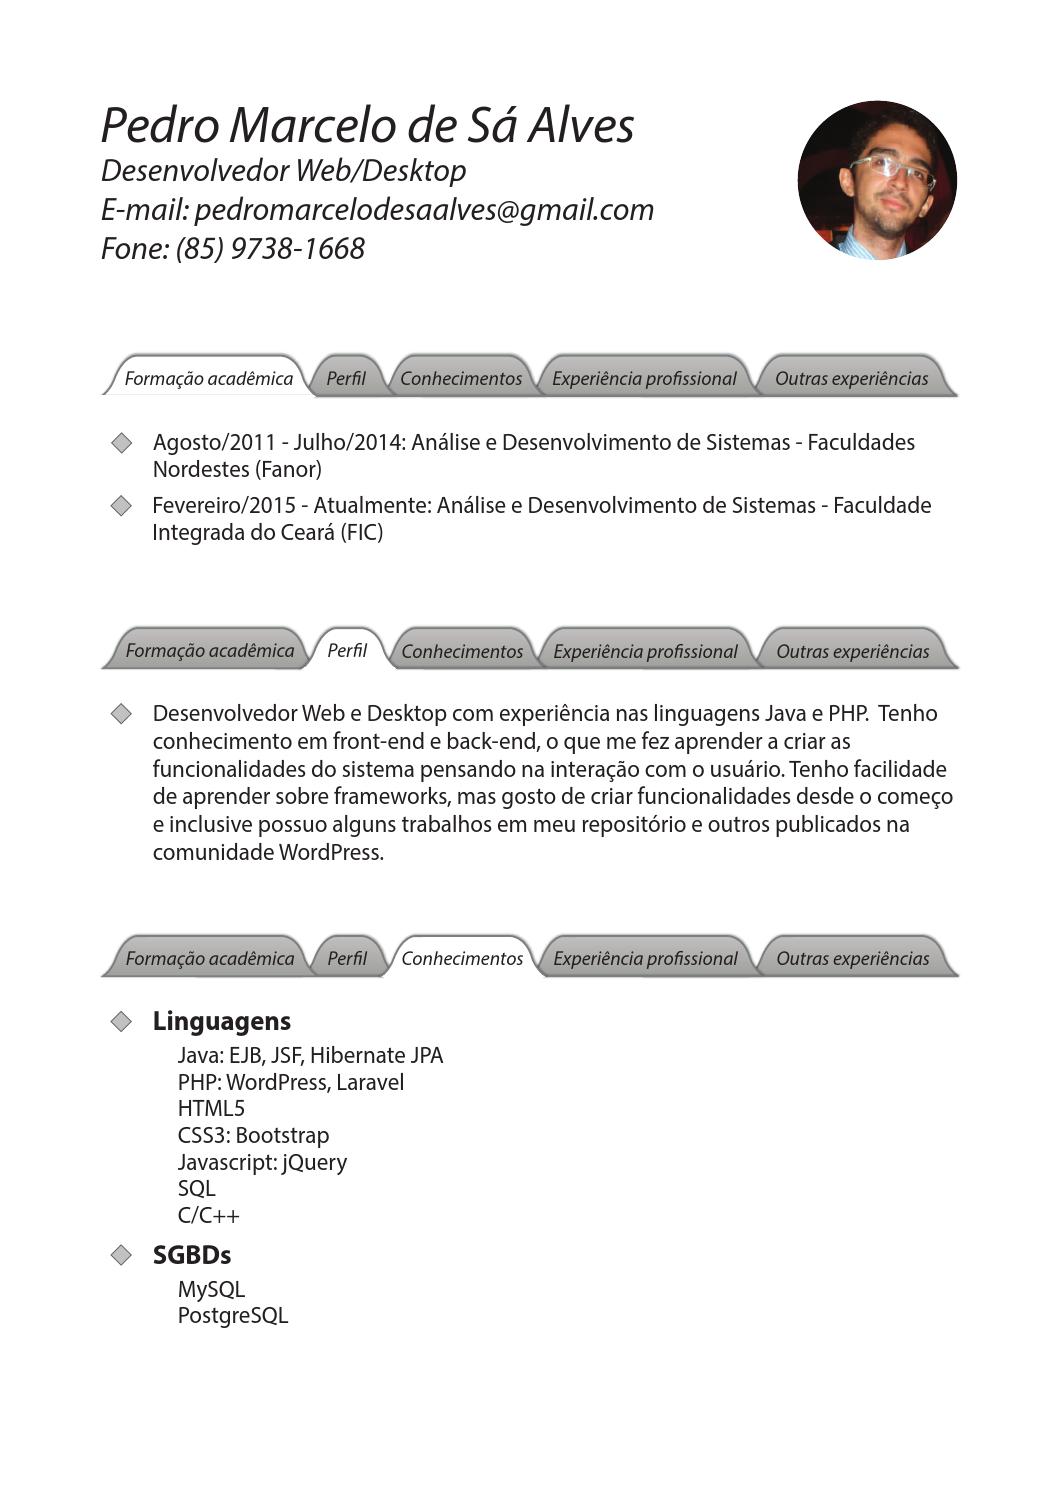 Pedro Marcelo de Sá Alves
Desenvolvedor Web/Desktop
E-mail: pedromarcelodesaalves@gmail.com
Fone: (85) 9738-1668
Formação acadêmica Perfil Conhecimentos Experiência profissional Outras experiências
Agosto/2011 - Julho/2014: Análise e Desenvolvimento de Sistemas - Faculdades
Nordestes (Fanor)
Fevereiro/2015 - Atualmente: Análise e Desenvolvimento de Sistemas - Faculdade
Integrada do Ceará (FIC)
Formação acadêmica Perfil Conhecimentos Experiência profissional Outras experiências
Desenvolvedor Web e Desktop com experiência nas linguagens Java e PHP. Tenho
conhecimento em front-end e back-end, o que me fez aprender a criar as
funcionalidades do sistema pensando na interação com o usuário. Tenho facilidade
de aprender sobre frameworks, mas gosto de criar funcionalidades desde o começo
e inclusive possuo alguns trabalhos em meu repositório e outros publicados na
comunidade WordPress.
Formação acadêmica Perfil Conhecimentos Experiência profissional Outras experiências
Linguagens
Java: EJB, JSF, Hibernate JPA
PHP: WordPress, Laravel
HTML5
CSS3: Bootstrap
Javascript: jQuery
SQL
C/C++
SGBDs
MySQL
PostgreSQL